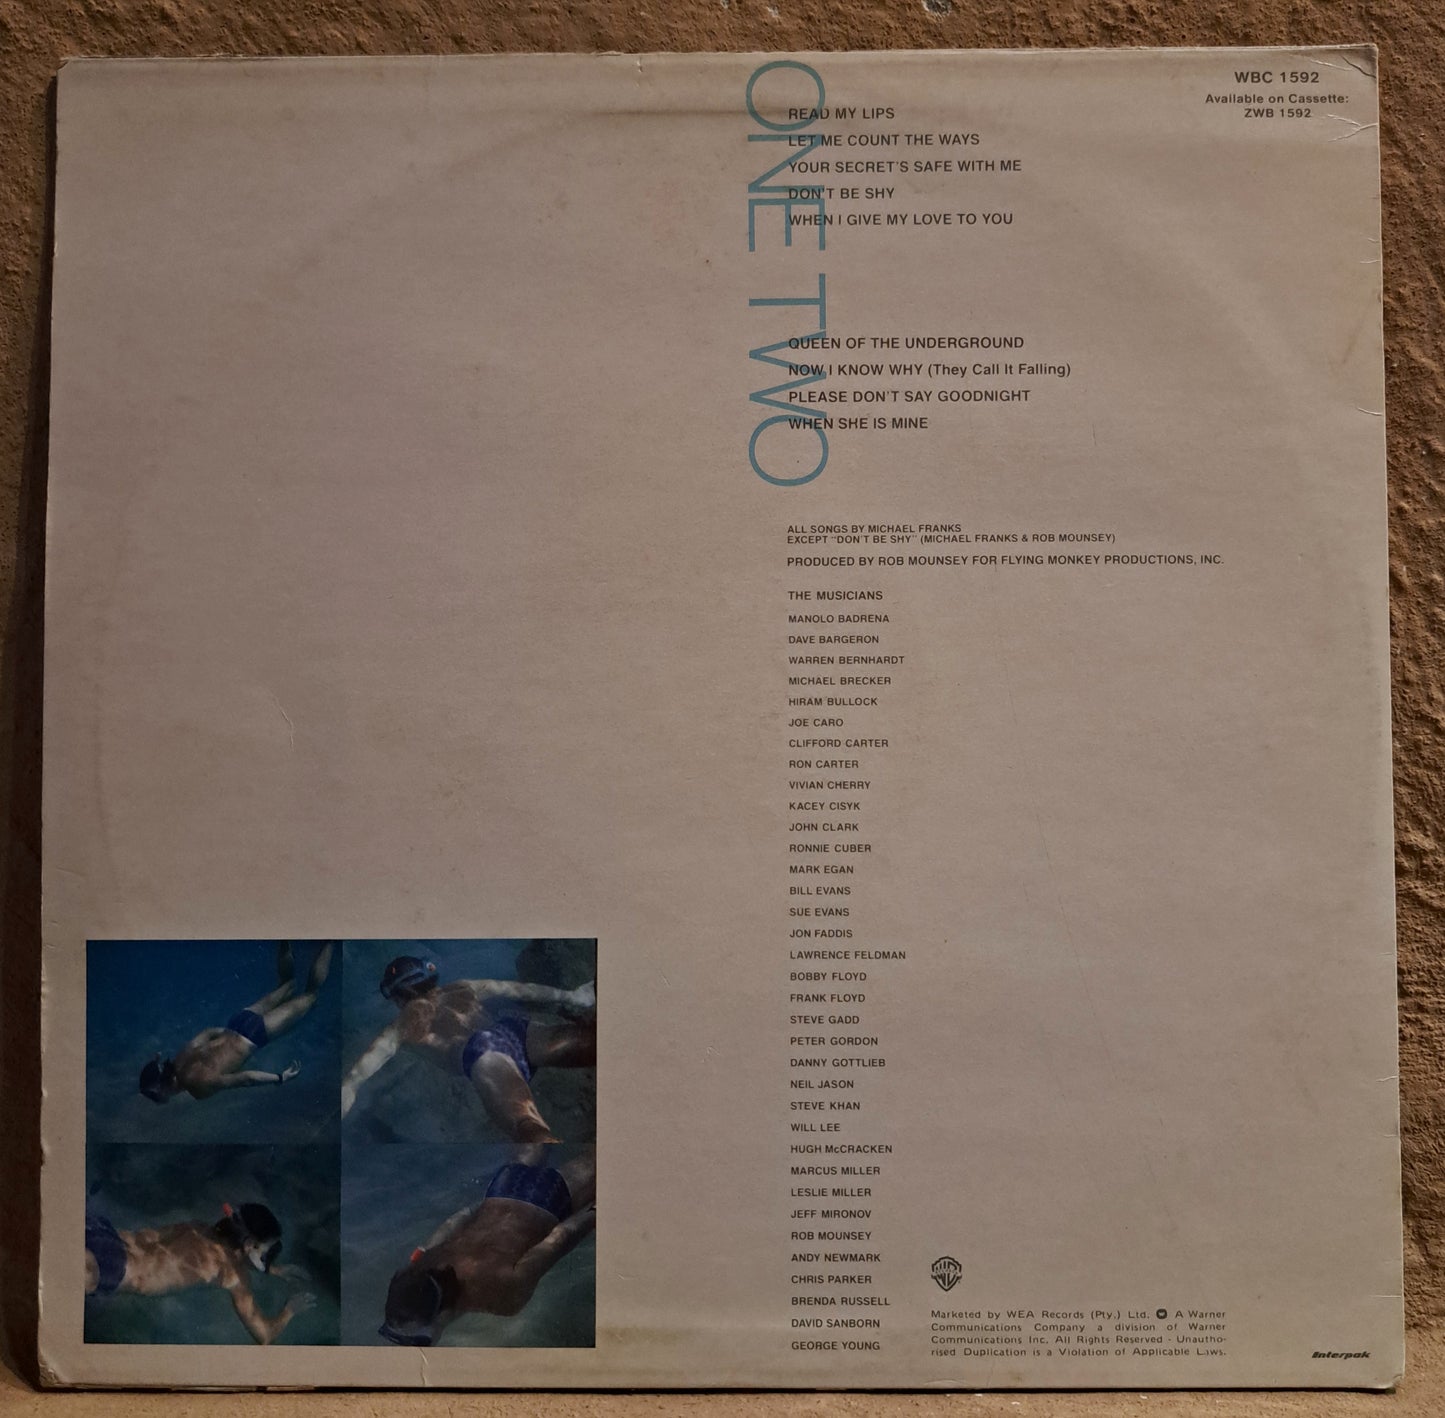 WBC 1592
Available on Cassette:
ZWB 1592
ONE
READ MY LIPS
LET ME COUNT THE WAYS
YOUR SECRET'S SAFE WITH ME
DON'T BE SHY
WHEN I GIVE MY LOVE TO YOU
TWO
QUEEN OF THE UNDERGROUND
NOW I KNOW WHY (They Call It Falling)
PLEASE DON'T SAY GOODNIGHT
WHEN SHE IS MINE
ALL SONGS BY MICHAEL FRANKS
EXCEPT "DON'T BE SHY" (MICHAEL FRANKS & ROB MOUNSEY)
PRODUCED BY ROB MOUNSEY FOR FLYING MONKEY PRODUCTIONS, INC.
THE MUSICIANS
MANOLO BADRENA
DAVE BARGERON
WARREN BERNHARDT
MICHAEL BRECKER
HIRAM BULLOCK
JOE CARO
CLIFFORD CARTER
RON CARTER
VIVIAN CHERRY
KACEY CISYK
JOHN CLARK
RONNIE CUBER
MARK EGAN
BILL EVANS
SUE EVANS
JON FADDIS
LAWRENCE FELDMAN
BOBBY FLOYD
FRANK FLOYD
STEVE GADD
PETER GORDON
DANNY GOTTLIEB
NEIL JASON
STEVE KHAN
WILL LEE
HUGH McCRACKEN
MARCUS MILLER
LESLIE MILLER
JEFF MIRONOV
ROB MOUNSEY
ANDY NEWMARK
CHRIS PARKER
BRENDA RUSSELL
DAVID SANBORN
GEORGE YOUNG
Marketed by WEA Records (Pty.) Ltd. A Warner
Communications Company a division of Warner
Communications Inc. All Rights Reserved - Unautho-
rised Duplication is a Violation of Applicable Laws.
Interpak